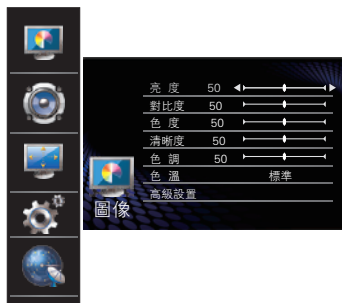 亮 度 50
對比度 50
色 度 50
清晰度 50
色 調 50
色 溫 標準
高級設置
圖像